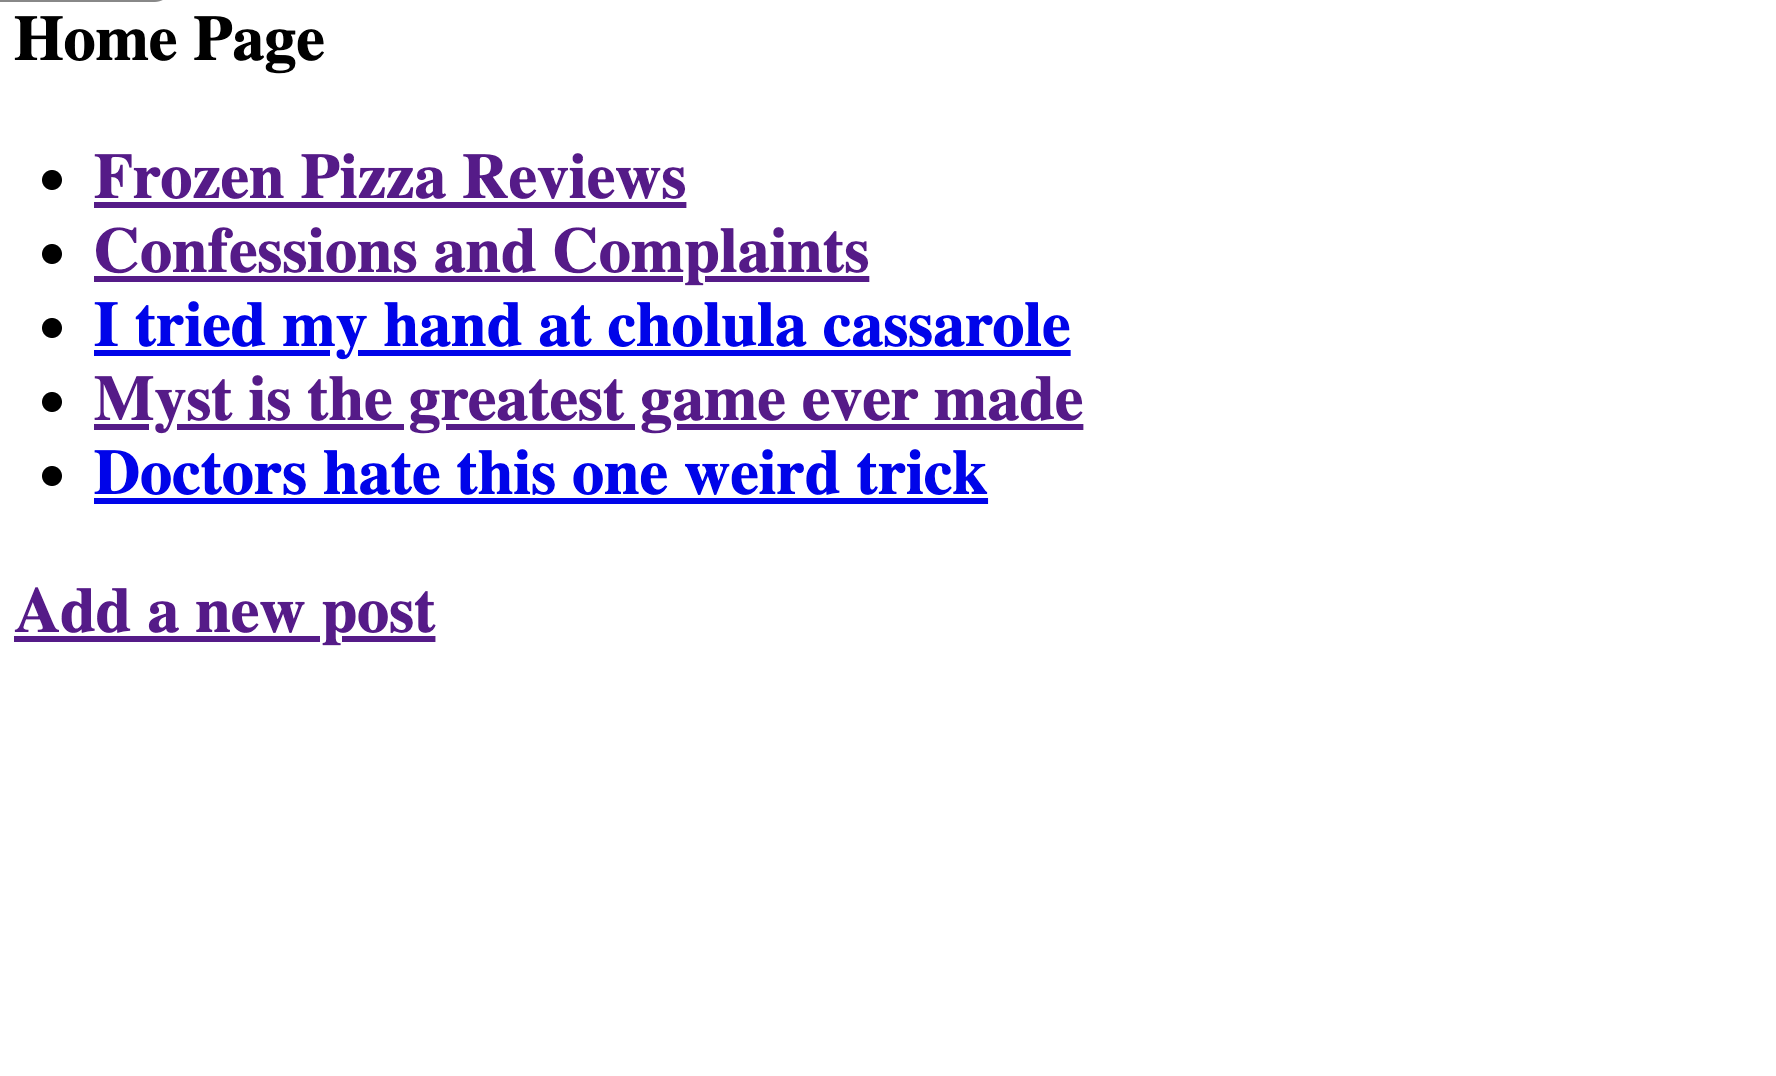 Home Page
Frozen Pizza Reviews
Confessions and Complaints
I tried my hand at cholula cassarole
Myst is the greatest game ever made
Doctors hate this one weird trick
Add a new post